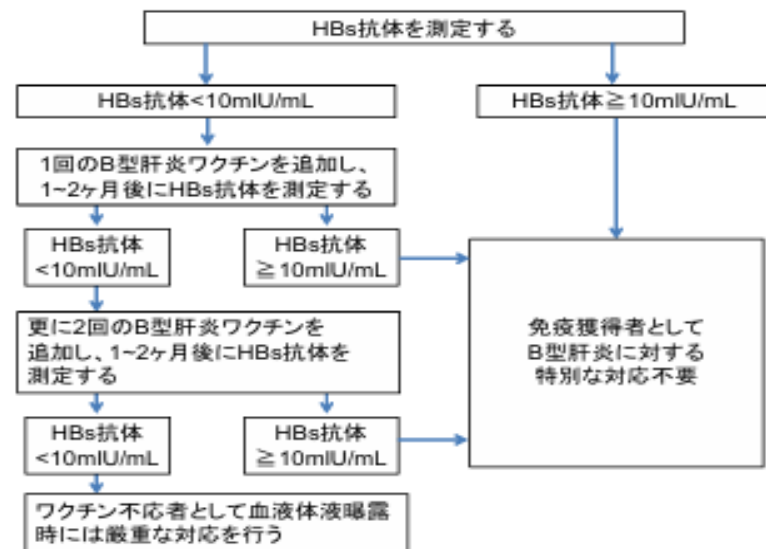 HBs抗体を測定する
HBs抗体<10mIU/mL
HBs抗体≧10mIU/mL
1回のB型肝炎ワクチンを追加し、
1~2ヶ月後にHBs抗体を測定する
HBs抗体
<10mIU/mL
HBs抗体
≧10mIU/mL
更に2回のB型肝炎ワクチンを
追加し、1~2ヶ月後にHBs抗体を
測定する
免疫獲得者として
B型肝炎に対する
特別な対応不要
HBs抗体
<10mIU/mL
HBs抗体
≧10mIU/mL
ワクチン不応者として血液体液曝露
時には厳重な対応を行う